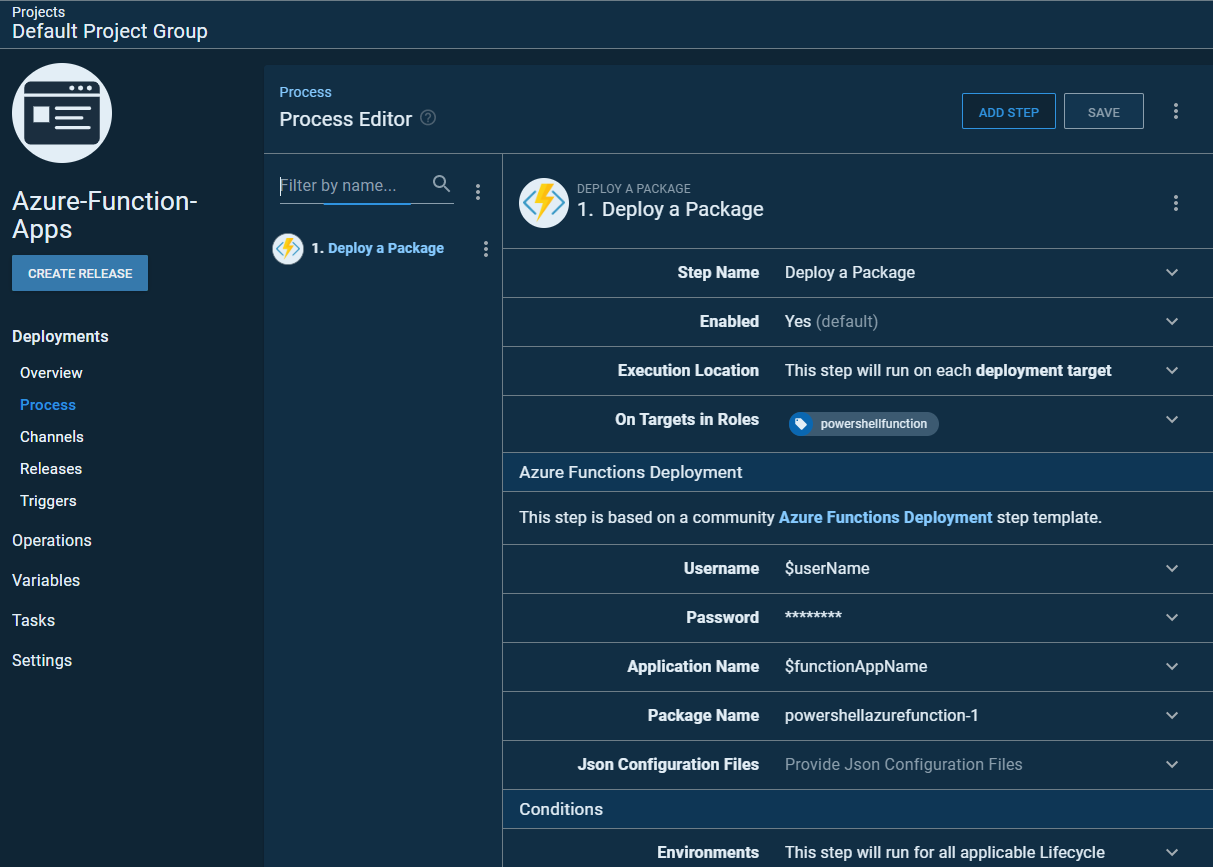 Projects
Default Project Group
Azure-Function-
Apps
CREATE RELEASE
Deployments
Overview
Process
Channels
Releases
Triggers
Operations
Variables
Tasks
Settings
Process
Process Editor ?
ADD STEP
SAVE
Filter by name...
1. Deploy a Package
DEPLOY A PACKAGE
1. Deploy a Package
Step Name Deploy a Package
Enabled Yes (default)
Execution Location This step will run on each deployment target
On Targets in Roles powershellfunction
Azure Functions Deployment
This step is based on a community Azure Functions Deployment step template.
Username $userName
Password ********
Application Name $functionAppName
Package Name powershellazurefunction-1
Json Configuration Files Provide Json Configuration Files
Conditions
Environments This step will run for all applicable Lifecycle